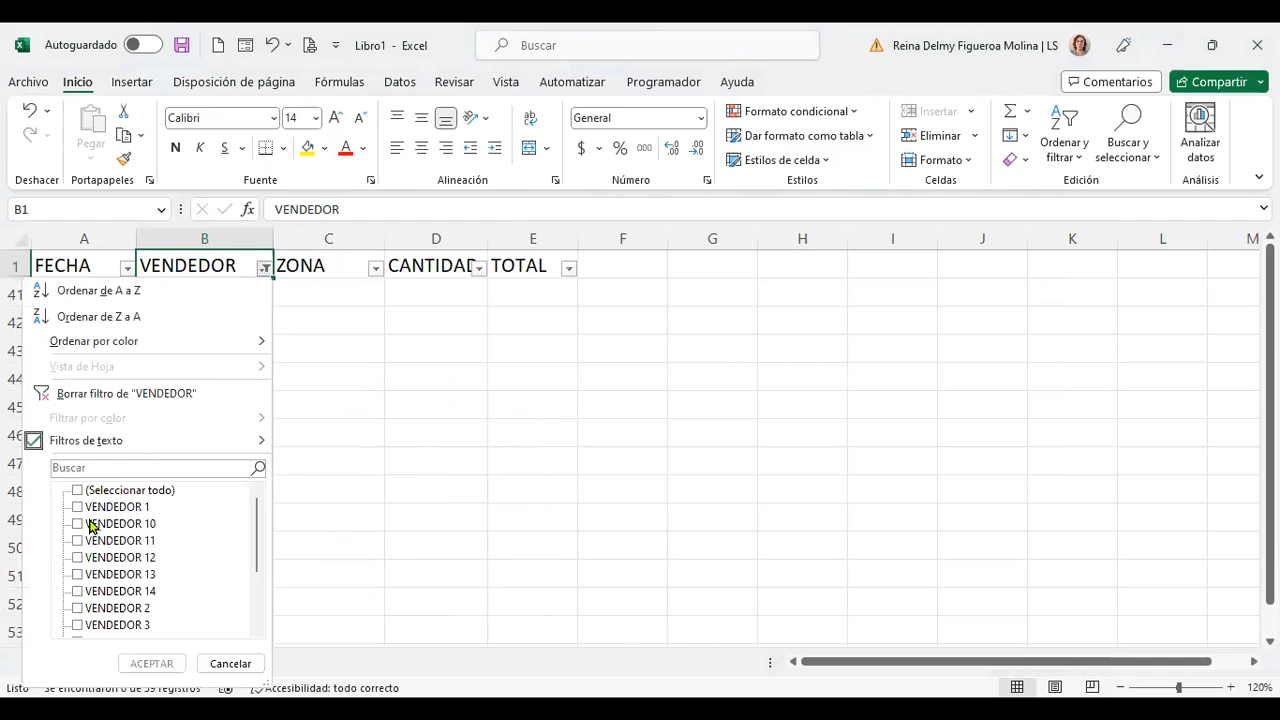 Autoguardado Libro1 - Excel Buscar Reina Delmy Figueroa Molina | LS
Archivo Inicio Insertar Disposición de página Fórmulas Datos Revisar Vista Automatizar Programador Ayuda Comentarios Compartir
Pegar
Calibri 14
N K S
General
$ % 000
Formato condicional
Dar formato como tabla
Estilos de celda
Insertar
Eliminar
Formato
Ordenar y filtrar
Buscar y seleccionar
Analizar datos
Deshacer Portapapeles Fuente Alineación Número Estilos Celdas Edición Análisis
B1 fx VENDEDOR
A B C D E F G H I J K L M
1 FECHA VENDEDOR ZONA CANTIDAD TOTAL
41
42
43
44
45
46
47
48
49
50
51
52
53
Ordenar de A a Z
Ordenar de Z a A
Ordenar por color
Vista de Hoja
Borrar filtro de "VENDEDOR"
Filtrar por color
Filtros de texto
Buscar
(Seleccionar todo)
VENDEDOR 1
VENDEDOR 10
VENDEDOR 11
VENDEDOR 12
VENDEDOR 13
VENDEDOR 14
VENDEDOR 2
VENDEDOR 3
ACEPTAR Cancelar
Listo Se encontraron 0 de 39 registros Accesibilidad: todo correcto 120%